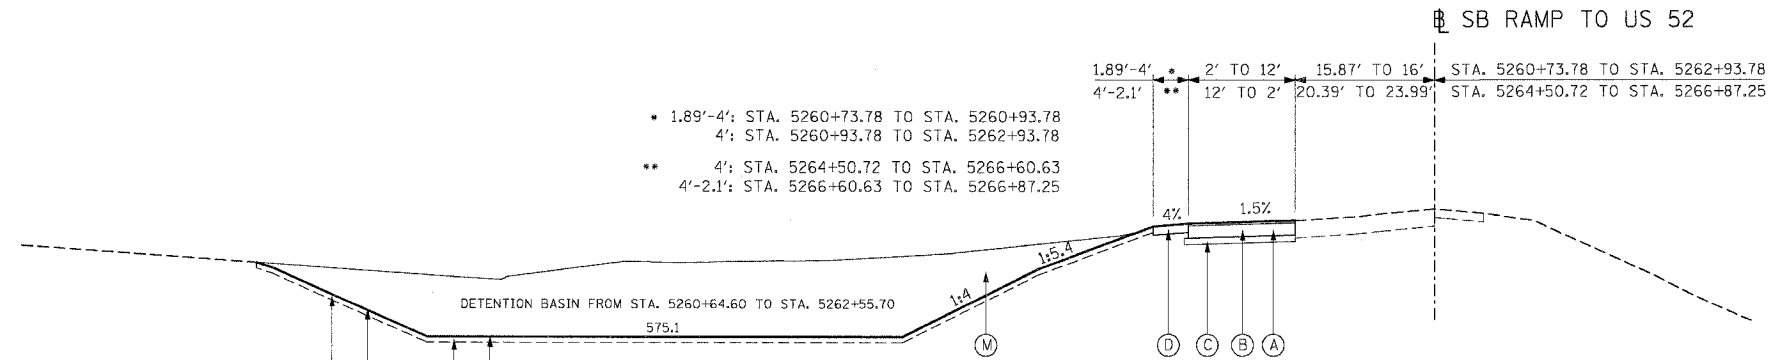 ℄ SB RAMP TO US 52
1.89'-4' * 2' TO 12' 15.87' TO 16' STA. 5260+73.78 TO STA. 5262+93.78
4'-2.1' ** 12' TO 2' 20.39' TO 23.99' STA. 5264+50.72 TO STA. 5266+87.25
* 1.89'-4': STA. 5260+73.78 TO STA. 5260+93.78
4': STA. 5260+93.78 TO STA. 5262+93.78
** 4': STA. 5264+50.72 TO STA. 5266+60.63
4'-2.1': STA. 5266+60.63 TO STA. 5266+87.25
4% 1.5%
1:5.4
1:4
DETENTION BASIN FROM STA. 5260+64.60 TO STA. 5262+55.70
575.1
M D C B A